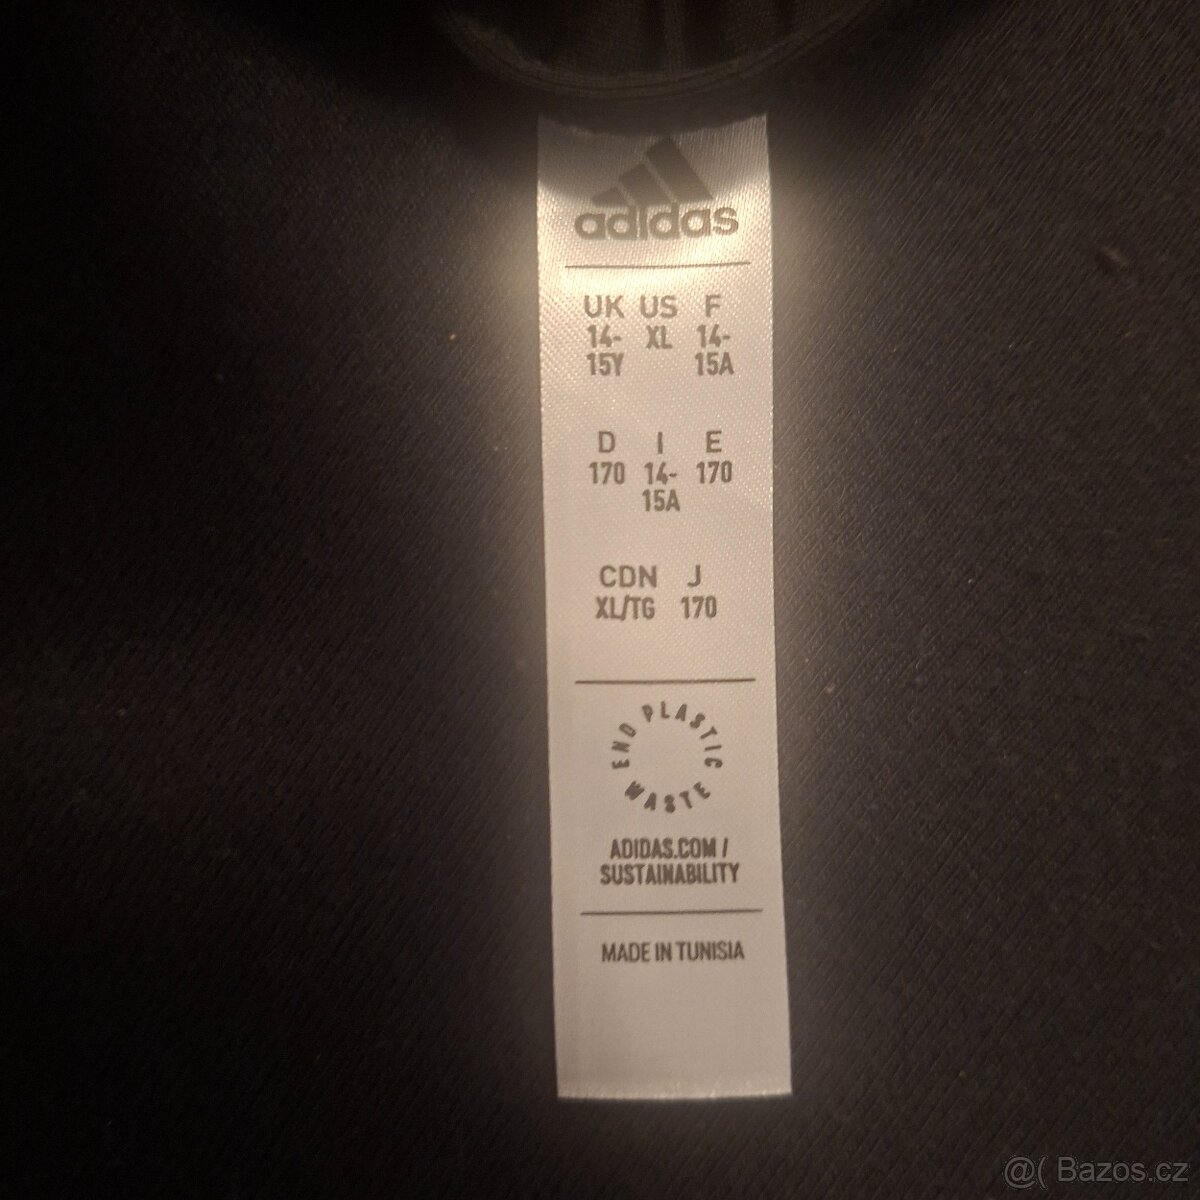 adidas
UK US F
14- XL 14-
15Y 15A
D I E
170 14- 170
15A
CDN J
XL/TG 170
END PLASTIC
WASTE
ADIDAS.COM /
SUSTAINABILITY
MADE IN TUNISIA
@( Bazos.cz